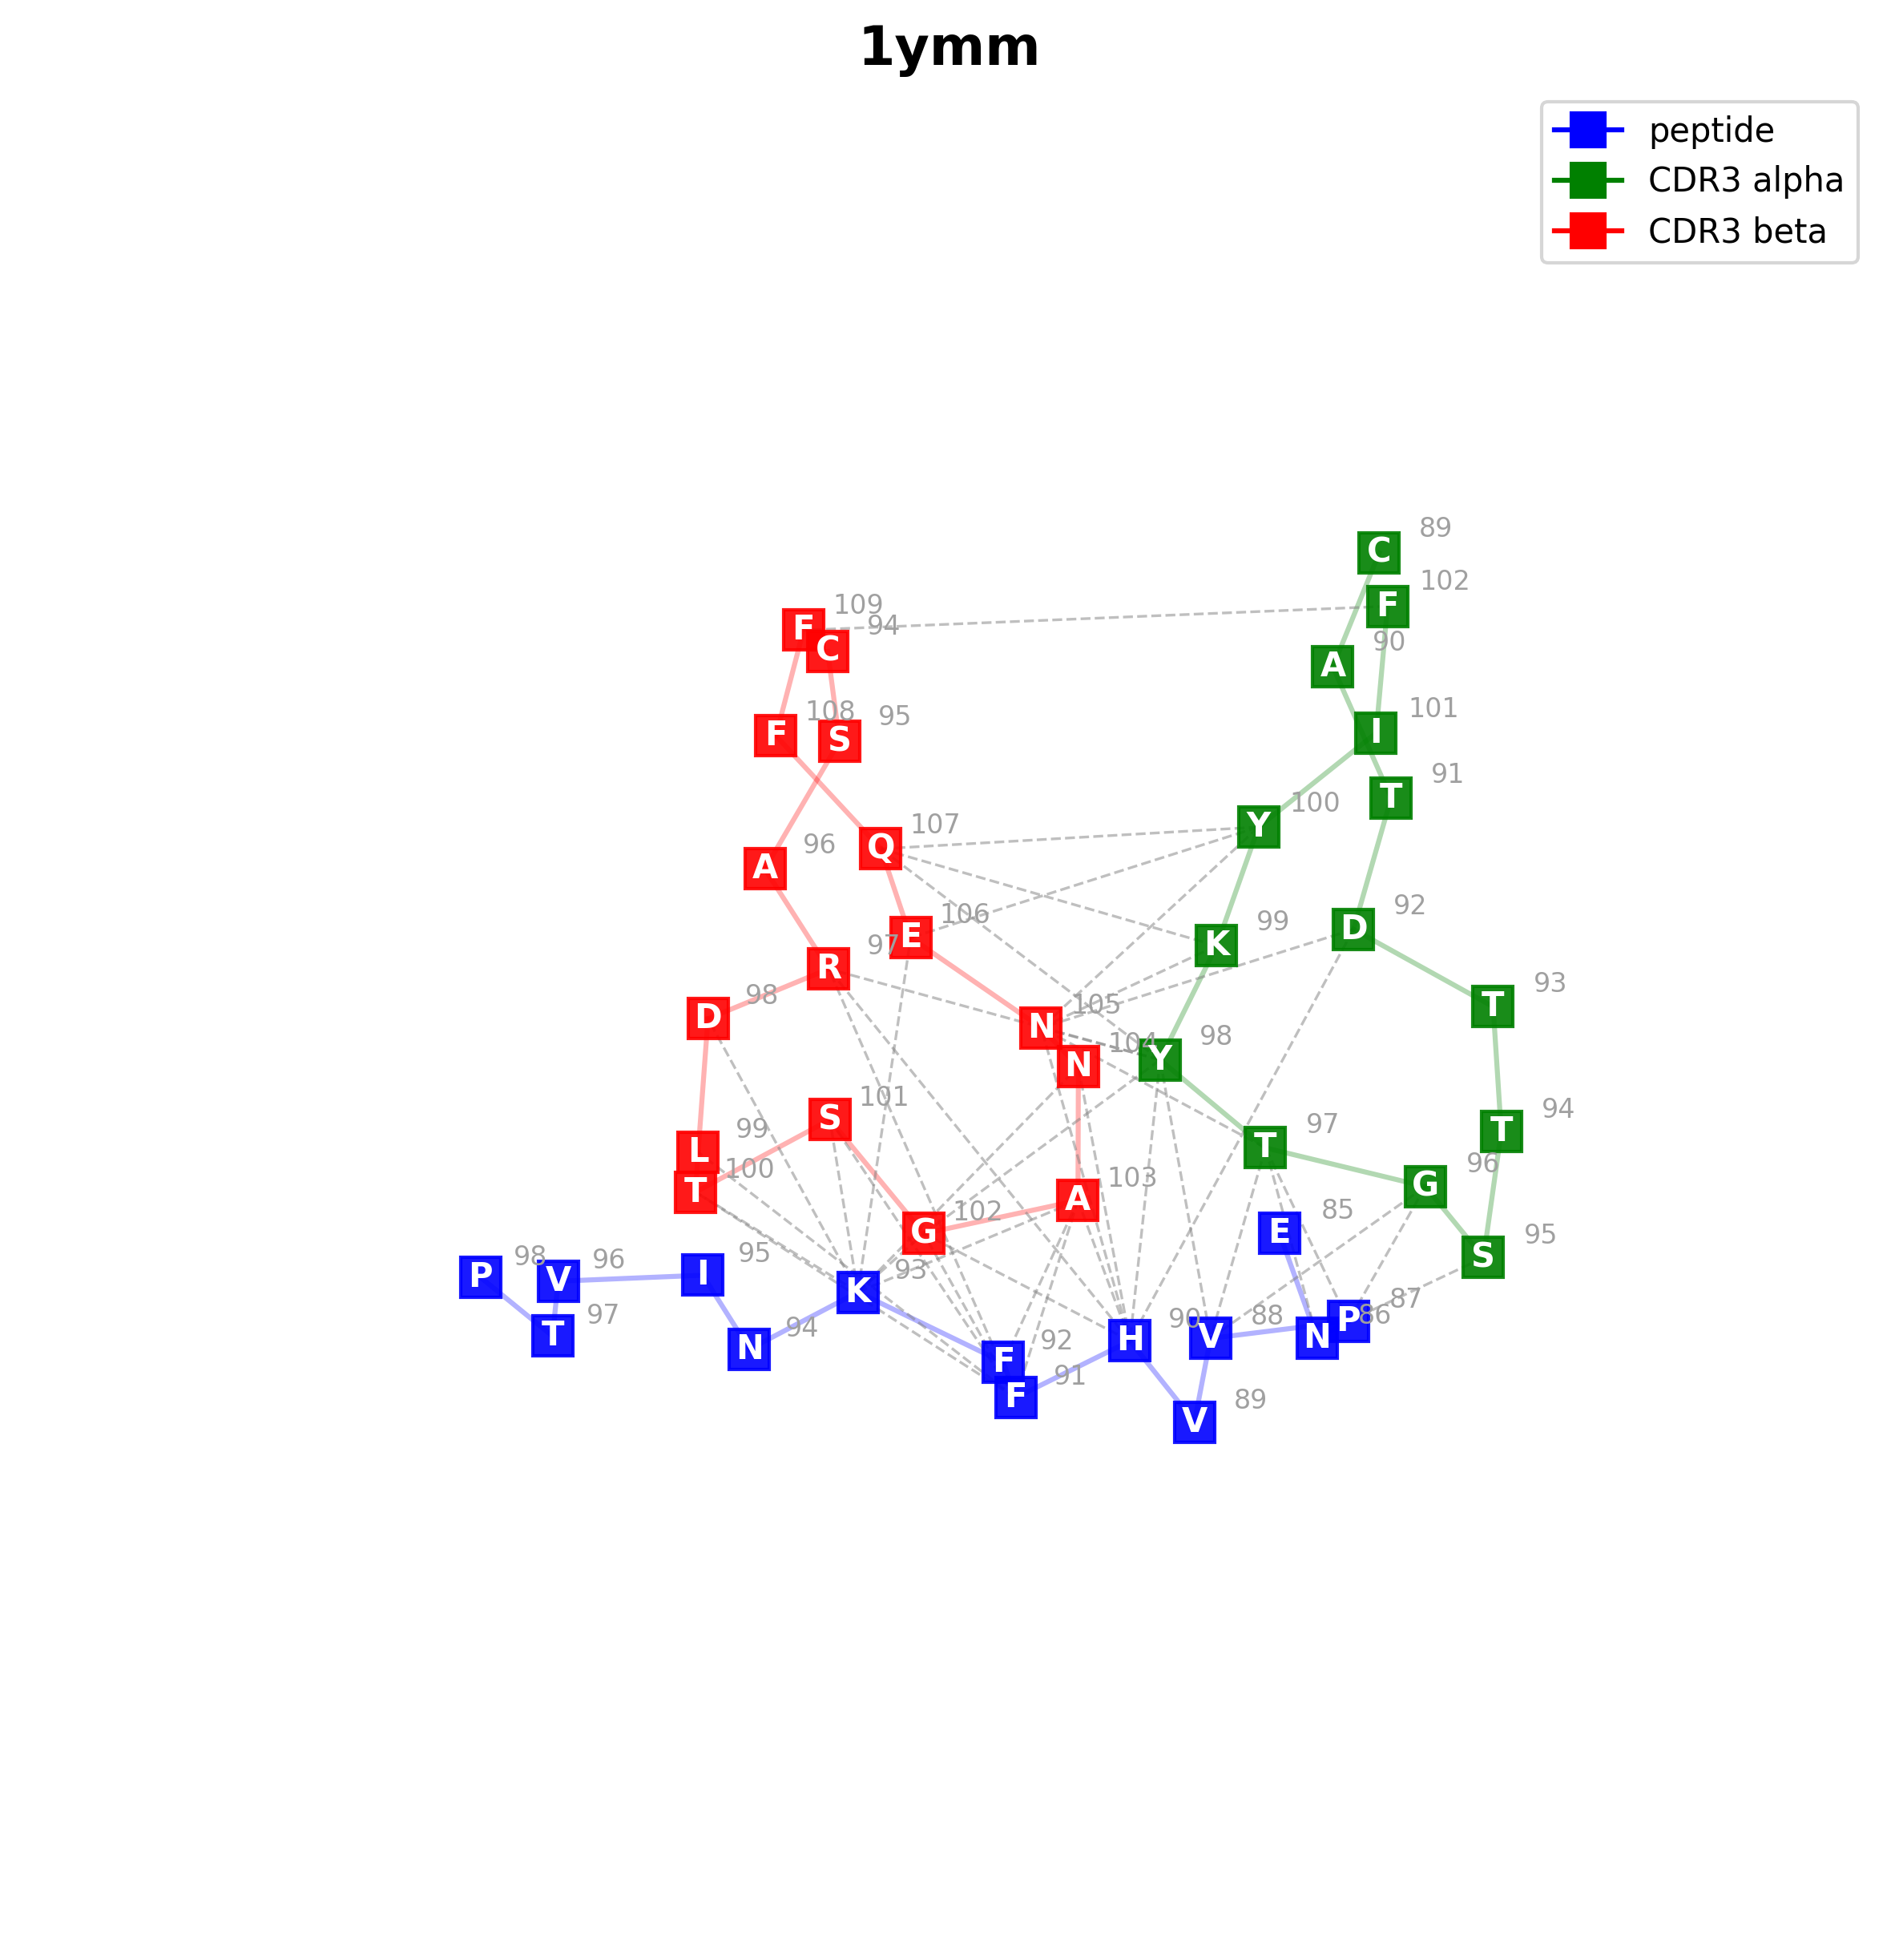 1ymm
peptide
CDR3 alpha
CDR3 beta
C 89
F 102
F 109
C 94
A 90
F 108
S 95
I 101
T 91
Y 100
Q 107
A 96
E 106
K 99
D 92
R 97
D 98
T 93
N 105
N 104
Y 98
S 101
T 94
L 99
T 97
T 100
G 96
A 103
G 102
E 85
S 95
P 98
V 96
I 95
K 93
T 97
N 94
H 90
V 88
N 86
P 87
F 92
F 91
V 89